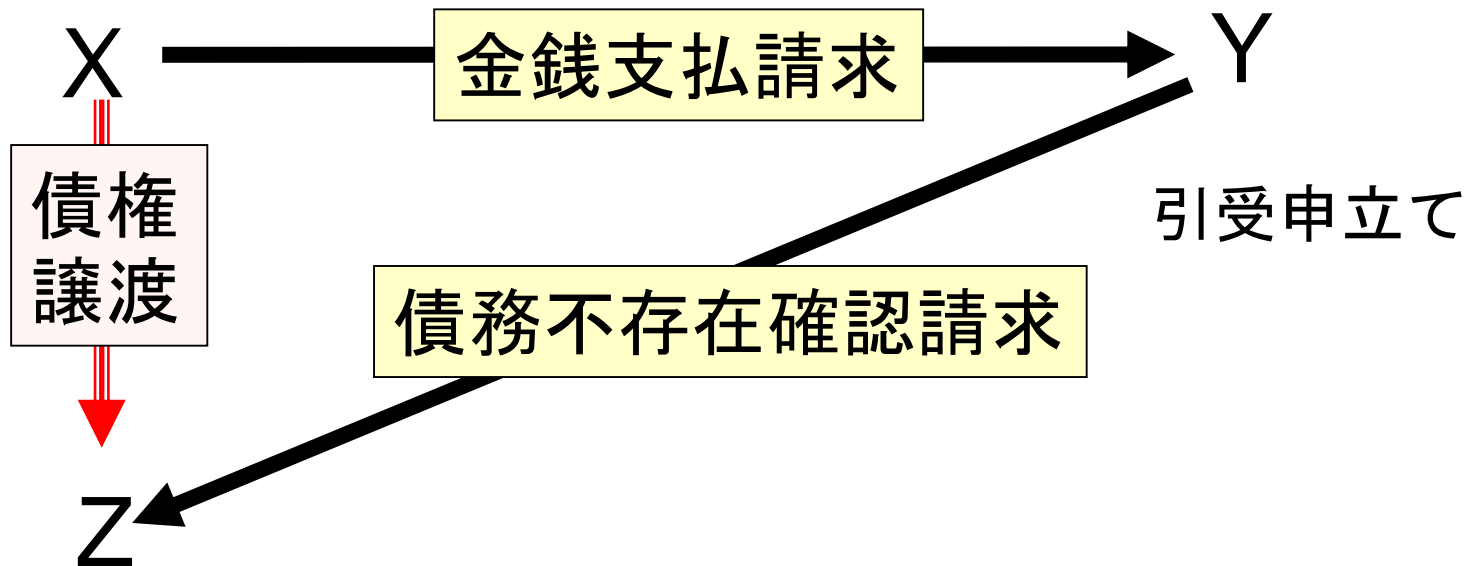 X
金銭支払請求
Y
債権
譲渡
引受申立て
債務不存在確認請求
Z